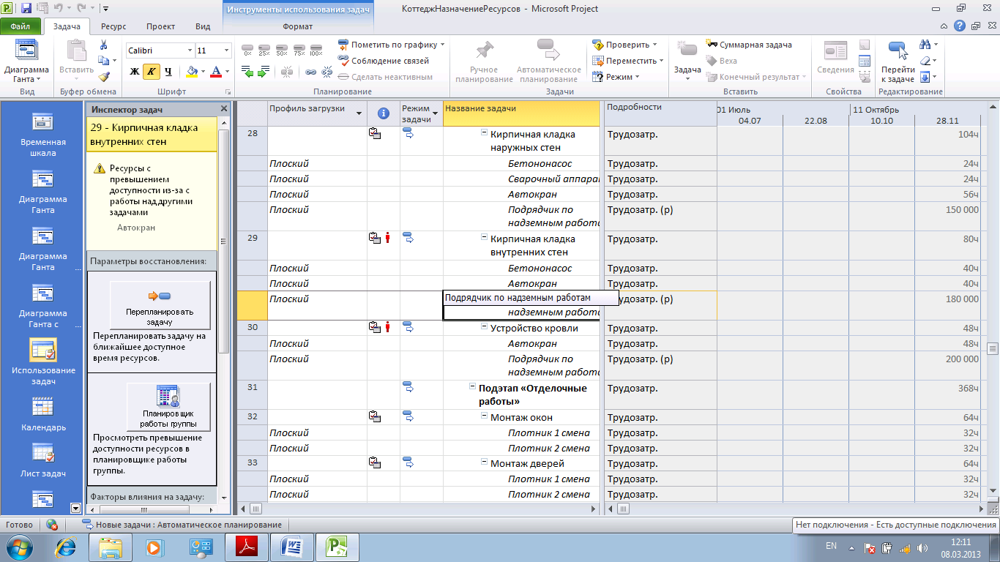 Инструменты использования задач
КоттеджНазначениеРесурсов - Microsoft Project
Файл
Задача
Ресурс
Проект
Вид
Формат
Диаграмма Ганта
Вставить
Calibri
11
Ж К Ч
0% 25% 50% 75% 100%
Пометить по графику
Соблюдение связей
Сделать неактивным
Ручное планирование
Автоматическое планирование
Проверить
Переместить
Режим
Задача
Суммарная задача
Веха
Конечный результат
Сведения
Перейти к задаче
Вид
Буфер обмена
Шрифт
Планирование
Задачи
Вставить
Свойства
Редактирование
Временная шкала
Диаграмма Ганта
Диаграмма Ганта ...
Диаграмма Ганта с ...
Использование задач
Календарь
Лист задач
Инспектор задач
29 - Кирпичная кладка
внутренних стен
Ресурсы с
превышением
доступности из-за с
работы над другими
задачами
Автокран
Параметры восстановления:
Перепланировать
задачу
Перепланировать задачу на
ближайшее доступное
время ресурсов.
Планировщик
работы группы
Просмотреть превышение
доступности ресурсов в
планировщике работы
группы.
Факторы влияния на задачу:
Профиль загрузки
Режим задачи
Название задачи
Подробности
01 Июль
11 Октябрь
04.07 22.08 10.10 28.11
28 Кирпичная кладка наружных стен Трудозатр. 104ч
Плоский Бетононасос Трудозатр. 24ч
Плоский Сварочный аппара Трудозатр. 24ч
Плоский Автокран Трудозатр. 56ч
Плоский Подрядчик по надземным работа Трудозатр. (р) 150 000
29 Кирпичная кладка внутренних стен Трудозатр. 80ч
Плоский Бетононасос Трудозатр. 40ч
Плоский Автокран Трудозатр. 40ч
Плоский Подрядчик по надземным работам удозатр. (р) 180 000
надземным работа
30 Устройство кровли Трудозатр. 48ч
Плоский Автокран Трудозатр. 48ч
Плоский Подрядчик по надземным работа Трудозатр. (р) 200 000
31 Подэтап «Отделочные работы» Трудозатр. 368ч
32 Монтаж окон Трудозатр. 64ч
Плоский Плотник 1 смена Трудозатр. 32ч
Плоский Плотник 2 смена Трудозатр. 32ч
33 Монтаж дверей Трудозатр. 64ч
Плоский Плотник 1 смена Трудозатр. 32ч
Плоский Плотник 2 смена Трудозатр. 32ч
Готово
Новые задачи : Автоматическое планирование
Нет подключения - Есть доступные подключения
EN
12:11
08.03.2013